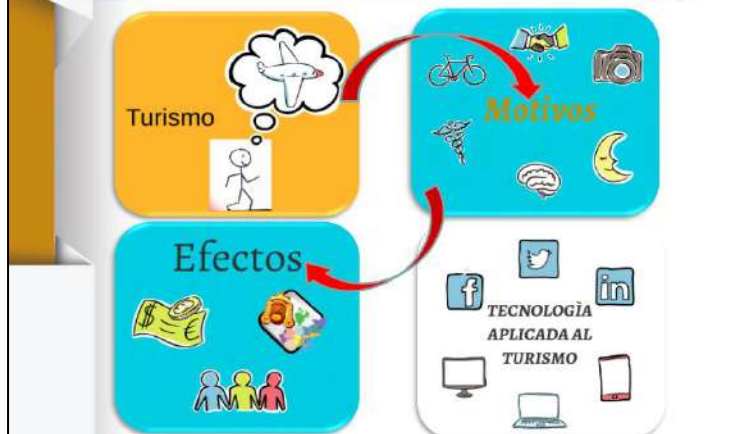 Turismo
Motivos
Efectos
TECNOLOGÌA
APLICADA AL
TURISMO